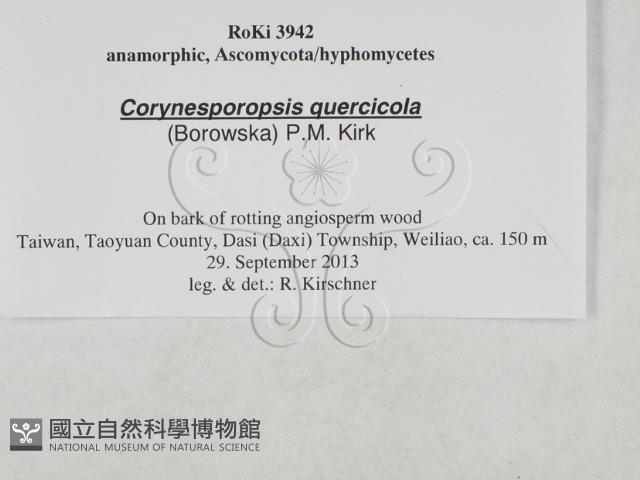 RoKi 3942
anamorphic, Ascomycota/hyphomycetes
Corynesporopsis quercicola
(Borowska) P.M. Kirk
On bark of rotting angiosperm wood
Taiwan, Taoyuan County, Dasi (Daxi) Township, Weiliao, ca. 150 m
29. September 2013
leg. & det.: R. Kirschner
國立自然科學博物館
NATIONAL MUSEUM OF NATURAL SCIENCE